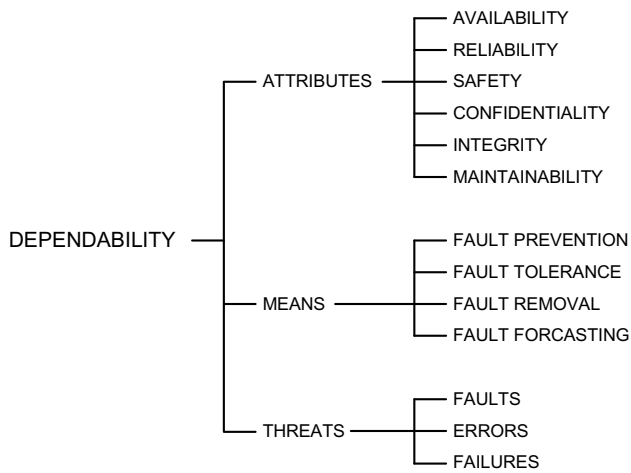 DEPENDABILITY
ATTRIBUTES
AVAILABILITY
RELIABILITY
SAFETY
CONFIDENTIALITY
INTEGRITY
MAINTAINABILITY
MEANS
FAULT PREVENTION
FAULT TOLERANCE
FAULT REMOVAL
FAULT FORCASTING
THREATS
FAULTS
ERRORS
FAILURES